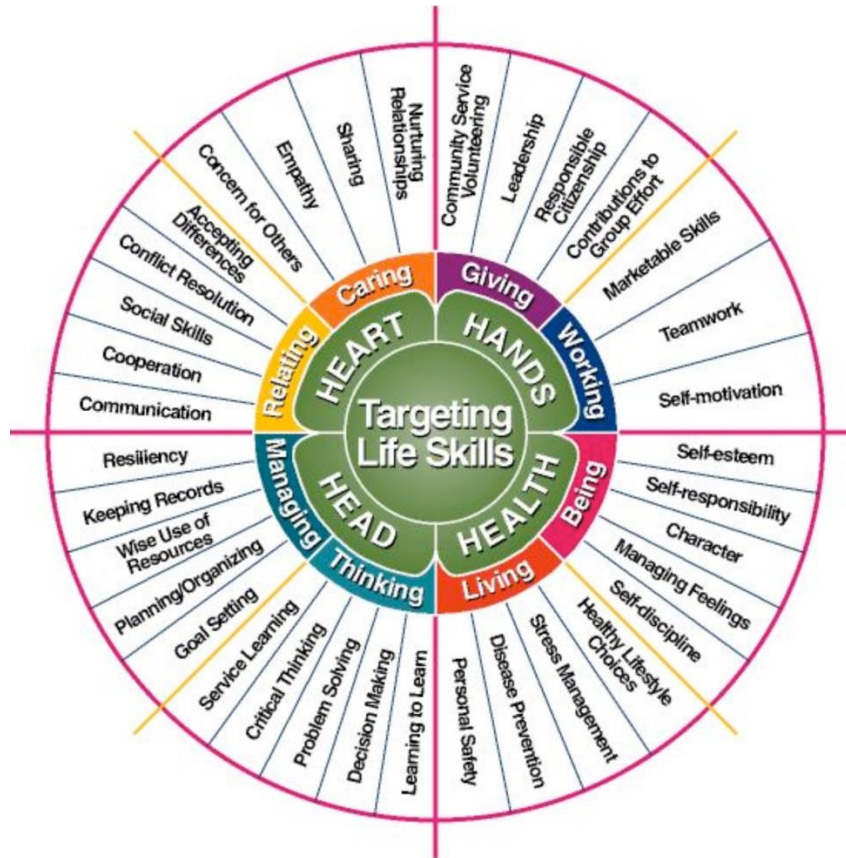 Targeting
Life Skills
HEART
HANDS
HEALTH
HEAD
Caring
Giving
Working
Being
Living
Thinking
Managing
Relating
Nurturing
Relationships
Sharing
Empathy
Concern for Others
Accepting
Differences
Conflict Resolution
Social Skills
Cooperation
Communication
Community Service
Volunteering
Leadership
Responsible
Citizenship
Contributions to
Group Effort
Marketable Skills
Teamwork
Self-motivation
Self-esteem
Self-responsibility
Character
Managing Feelings
Self-discipline
Healthy Lifestyle
Choices
Stress Management
Disease Prevention
Personal Safety
Learning to Learn
Decision Making
Problem Solving
Critical Thinking
Service Learning
Goal Setting
Planning/Organizing
Wise Use of
Resources
Keeping Records
Resiliency